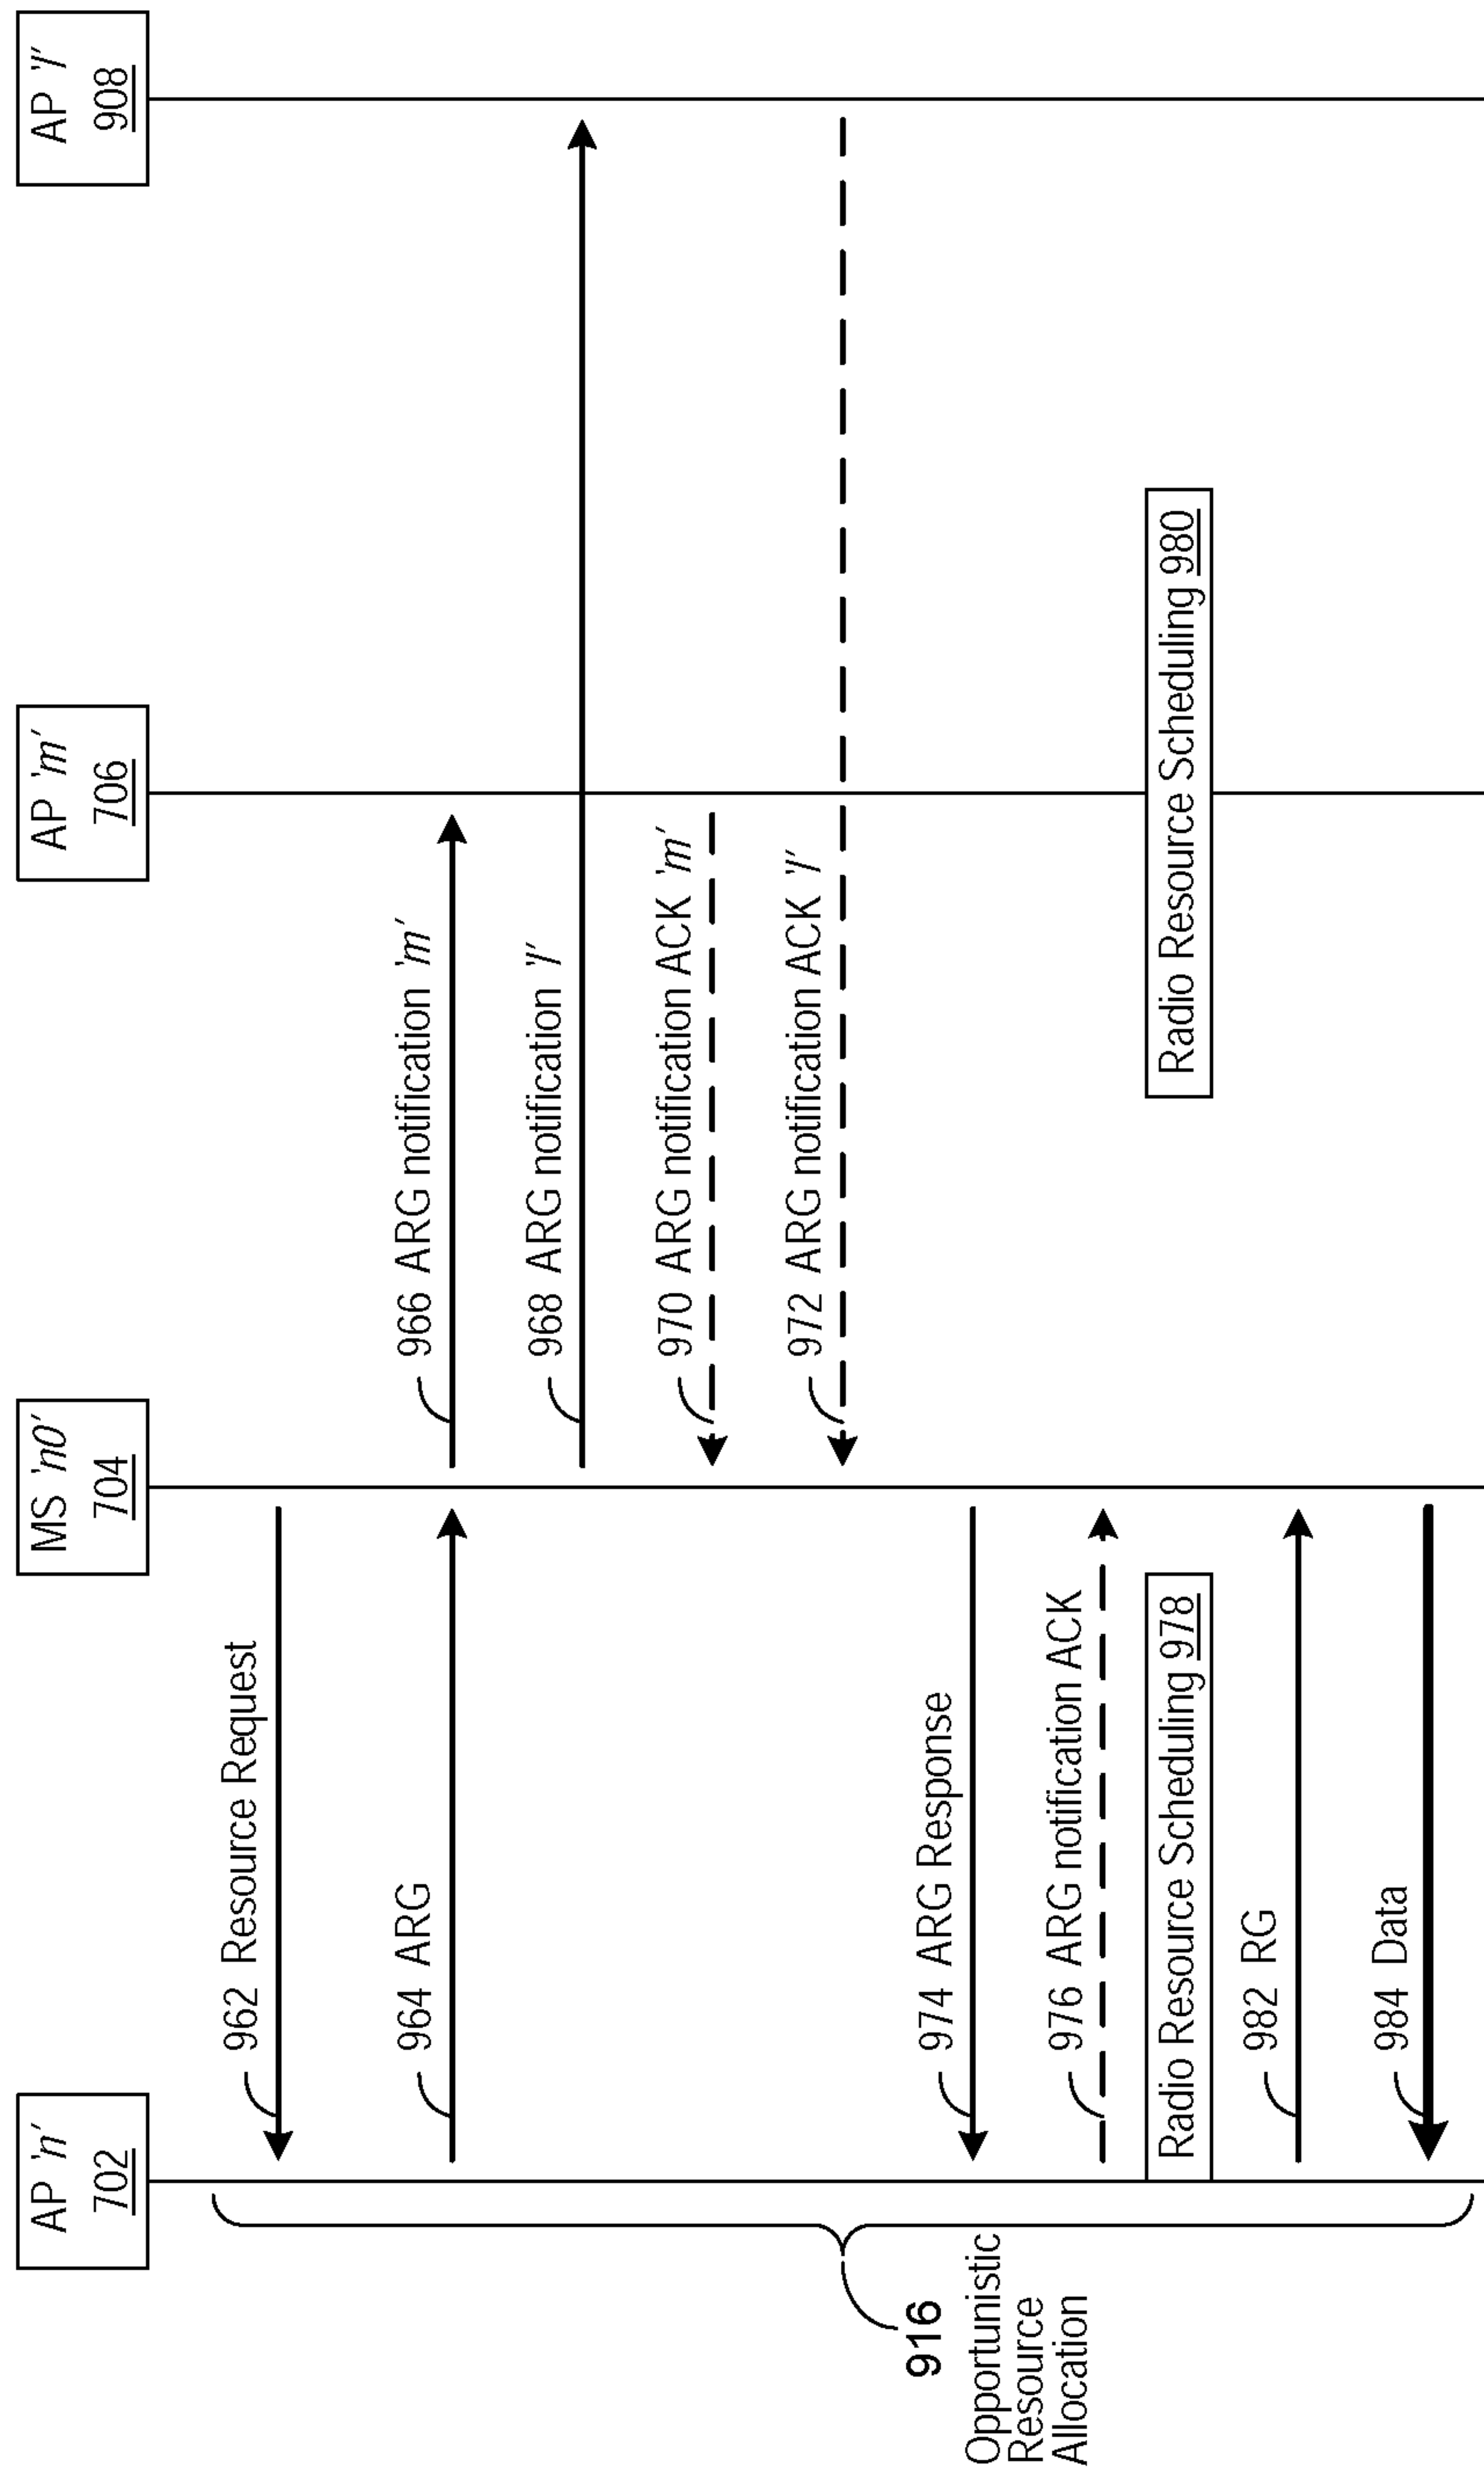 AP 'n'
702
MS 'n0'
704
AP 'm'
706
AP 'l'
908
962 Resource Request
964 ARG
966 ARG notification 'm'
968 ARG notification 'l'
970 ARG notification ACK 'm'
972 ARG notification ACK 'l'
974 ARG Response
976 ARG notification ACK
Radio Resource Scheduling 978
Radio Resource Scheduling 980
982 RG
984 Data
916
Opportunistic
Resource
Allocation